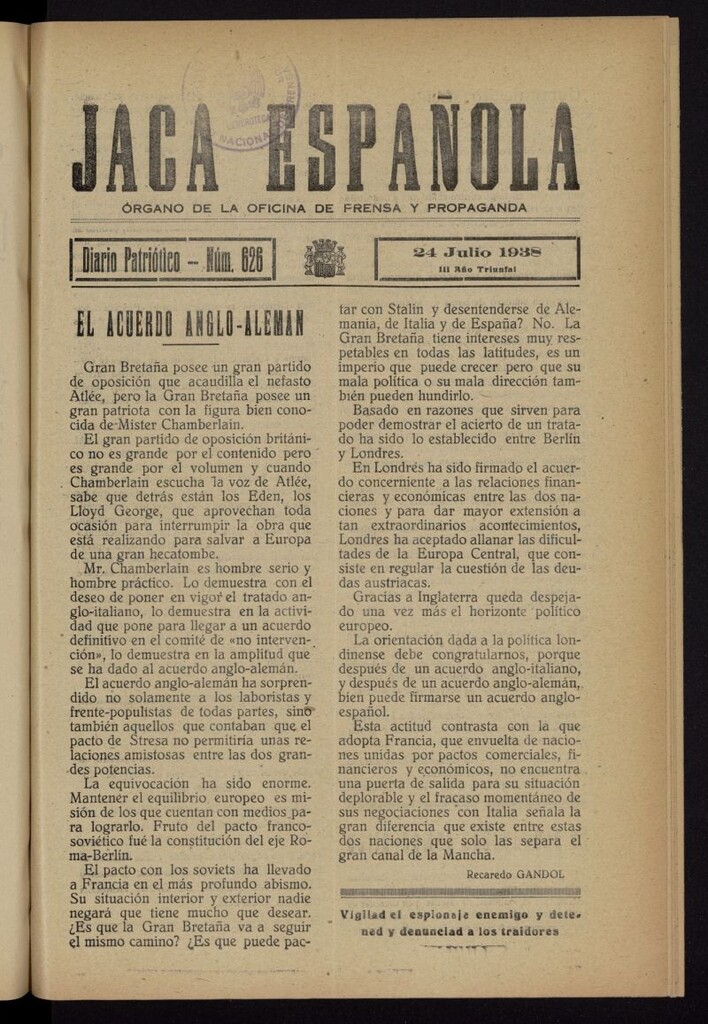 JACA ESPAÑOLA
ÓRGANO DE LA OFICINA DE PRENSA Y PROPAGANDA
Diario Patriótico — Núm. 626
24 Julio 1938
III Año Triunfal
EL ACUERDO ANGLO-ALEMAN
Gran Bretaña posee un gran partido
de oposición que acaudilla el nefasto
Atlée, pero la Gran Bretaña posee un
gran patriota con la figura bien cono-
cida de Mister Chamberlain.
El gran partido de oposición británi-
co no es grande por el contenido pero
es grande por el volumen y cuando
Chamberlain escucha la voz de Atlée,
sabe que detrás están los Eden, los
Lloyd George, que aprovechan toda
ocasión para interrumpir la obra que
está realizando para salvar a Europa
de una gran hecatombe.
Mr. Chamberlain es hombre serio y
hombre práctico. Lo demuestra con el
deseo de poner en vigor el tratado an-
glo-italiano, lo demuestra en la activi-
dad que pone para llegar a un acuerdo
definitivo en el comité de «no interven-
ción», lo demuestra en la amplitud que
se ha dado al acuerdo anglo-alemán.
El acuerdo anglo-alemán ha sorpren-
dido no solamente a los laboristas y
frente-populistas de todas partes, sino
también aquellos que contaban que el
pacto de Stresa no permitiría unas re-
laciones amistosas entre las dos gran-
des potencias.
La equivocación ha sido enorme.
Mantener el equilibrio europeo es mi-
sión de los que cuentan con medios pa-
ra lograrlo. Fruto del pacto franco-
soviético fué la constitución del eje Ro-
ma-Berlín.
El pacto con los soviets ha llevado
a Francia en el más profundo abismo.
Su situación interior y exterior nadie
negará que tiene mucho que desear.
¿Es que la Gran Bretaña va a seguir
el mismo camino? ¿Es que puede pac-
tar con Stalin y desentenderse de Ale-
mania, de Italia y de España? No. La
Gran Bretaña tiene intereses muy res-
petables en todas las latitudes, es un
imperio que puede crecer pero que su
mala política o su mala dirección tam-
bién pueden hundirlo.
Basado en razones que sirven para
poder demostrar el acierto de un trata-
do ha sido lo establecido entre Berlín
y Londres.
En Londres ha sido firmado el acuer-
do concerniente a las relaciones finan-
cieras y económicas entre las dos na-
ciones y para dar mayor extensión a
tan extraordinarios acontecimientos,
Londres ha aceptado allanar las dificul-
tades de la Europa Central, que con-
siste en regular la cuestión de las deu-
das austriacas.
Gracias a Inglaterra queda despeja-
do una vez más el horizonte político
europeo.
La orientación dada a la política lon-
dinense debe congratularnos, porque
después de un acuerdo anglo-italiano,
y después de un acuerdo anglo-alemán,
bien puede firmarse un acuerdo anglo-
español.
Esta actitud contrasta con la que
adopta Francia, que envuelta de nacio-
nes unidas por pactos comerciales, fi-
nancieros y económicos, no encuentra
una puerta de salida para su situación
deplorable y el fracaso momentáneo de
sus negociaciones con Italia señala la
gran diferencia que existe entre estas
dos naciones que solo las separa el
gran canal de la Mancha.
Recaredo GANDOL
Vigilad el espionaje enemigo y dete-
ned y denunciad a los traidores
HEMEROTECA
NACIONAL